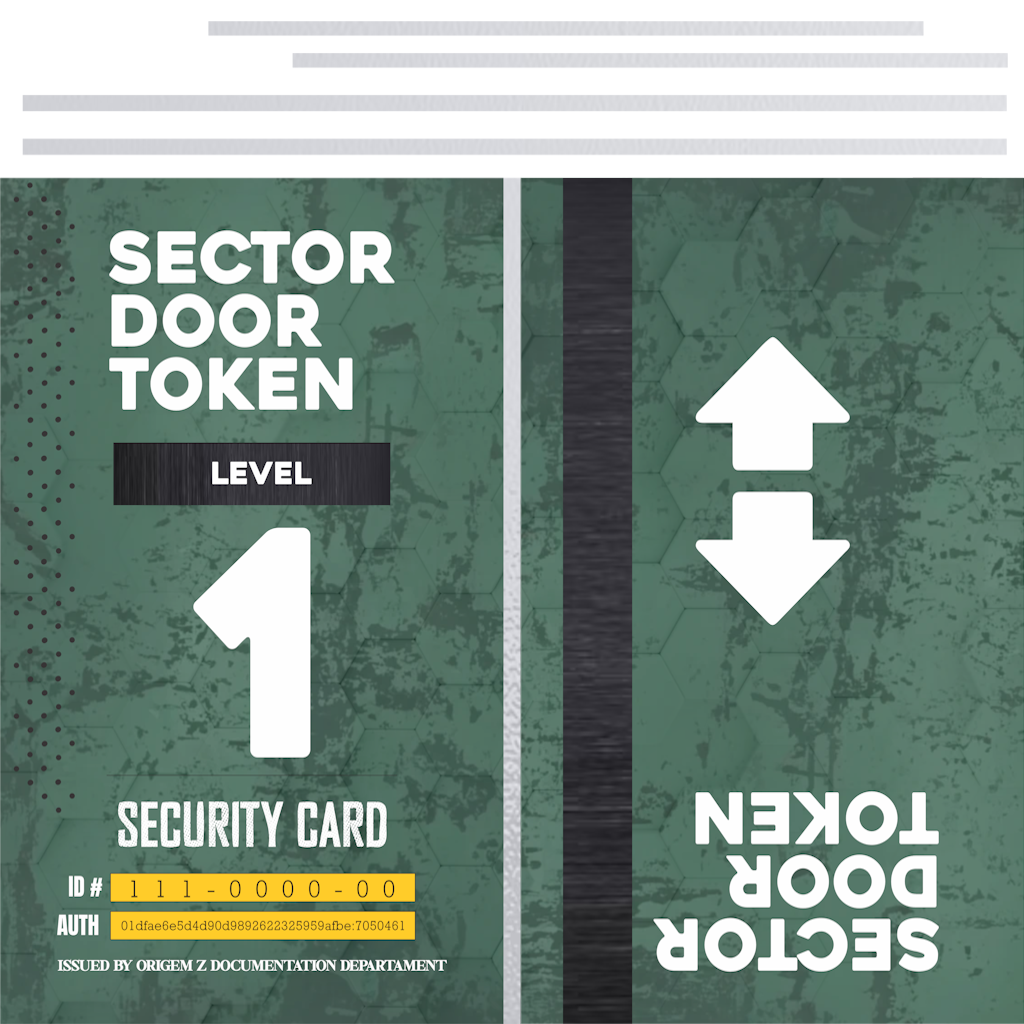 SECTOR
DOOR
TOKEN
LEVEL
1
SECURITY CARD
ID # 111-0000-00
AUTH 01dfae6e5d4d90d9892622325959afbe:7050461
ISSUED BY ORIGEM Z DOCUMENTATION DEPARTAMENT
SECTOR
DOOR
TOKEN